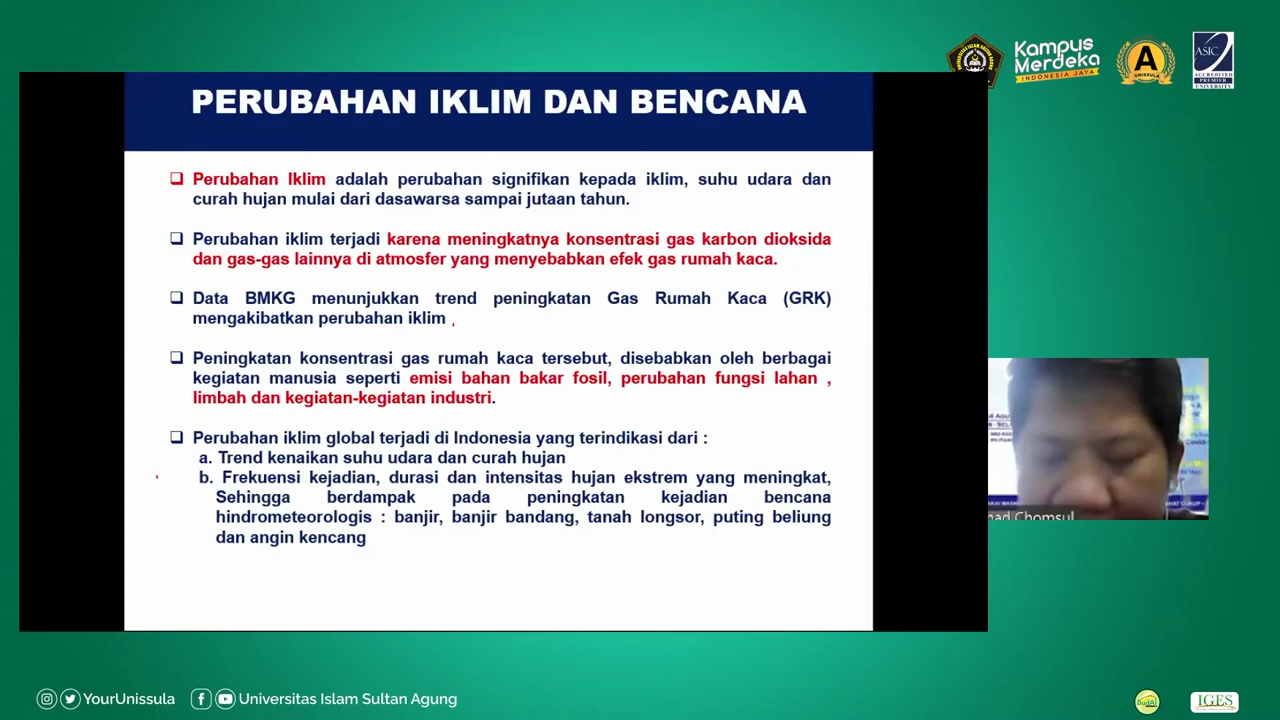 Kampus
Merdeka
INDONESIA JAYA
A
UNISSULA
ASIC
ACCREDITED
PREMIER
UNIVERSITY
PERUBAHAN IKLIM DAN BENCANA
Perubahan Iklim adalah perubahan signifikan kepada iklim, suhu udara dan
curah hujan mulai dari dasawarsa sampai jutaan tahun.
Perubahan iklim terjadi karena meningkatnya konsentrasi gas karbon dioksida
dan gas-gas lainnya di atmosfer yang menyebabkan efek gas rumah kaca.
Data BMKG menunjukkan trend peningkatan Gas Rumah Kaca (GRK)
mengakibatkan perubahan iklim
Peningkatan konsentrasi gas rumah kaca tersebut, disebabkan oleh berbagai
kegiatan manusia seperti emisi bahan bakar fosil, perubahan fungsi lahan ,
limbah dan kegiatan-kegiatan industri.
Perubahan iklim global terjadi di Indonesia yang terindikasi dari :
a. Trend kenaikan suhu udara dan curah hujan
b. Frekuensi kejadian, durasi dan intensitas hujan ekstrem yang meningkat,
Sehingga berdampak pada peningkatan kejadian bencana
hindrometeorologis : banjir, banjir bandang, tanah longsor, puting beliung
dan angin kencang
Chomsul
YourUnissula
Universitas Islam Sultan Agung
BudAi
IGES